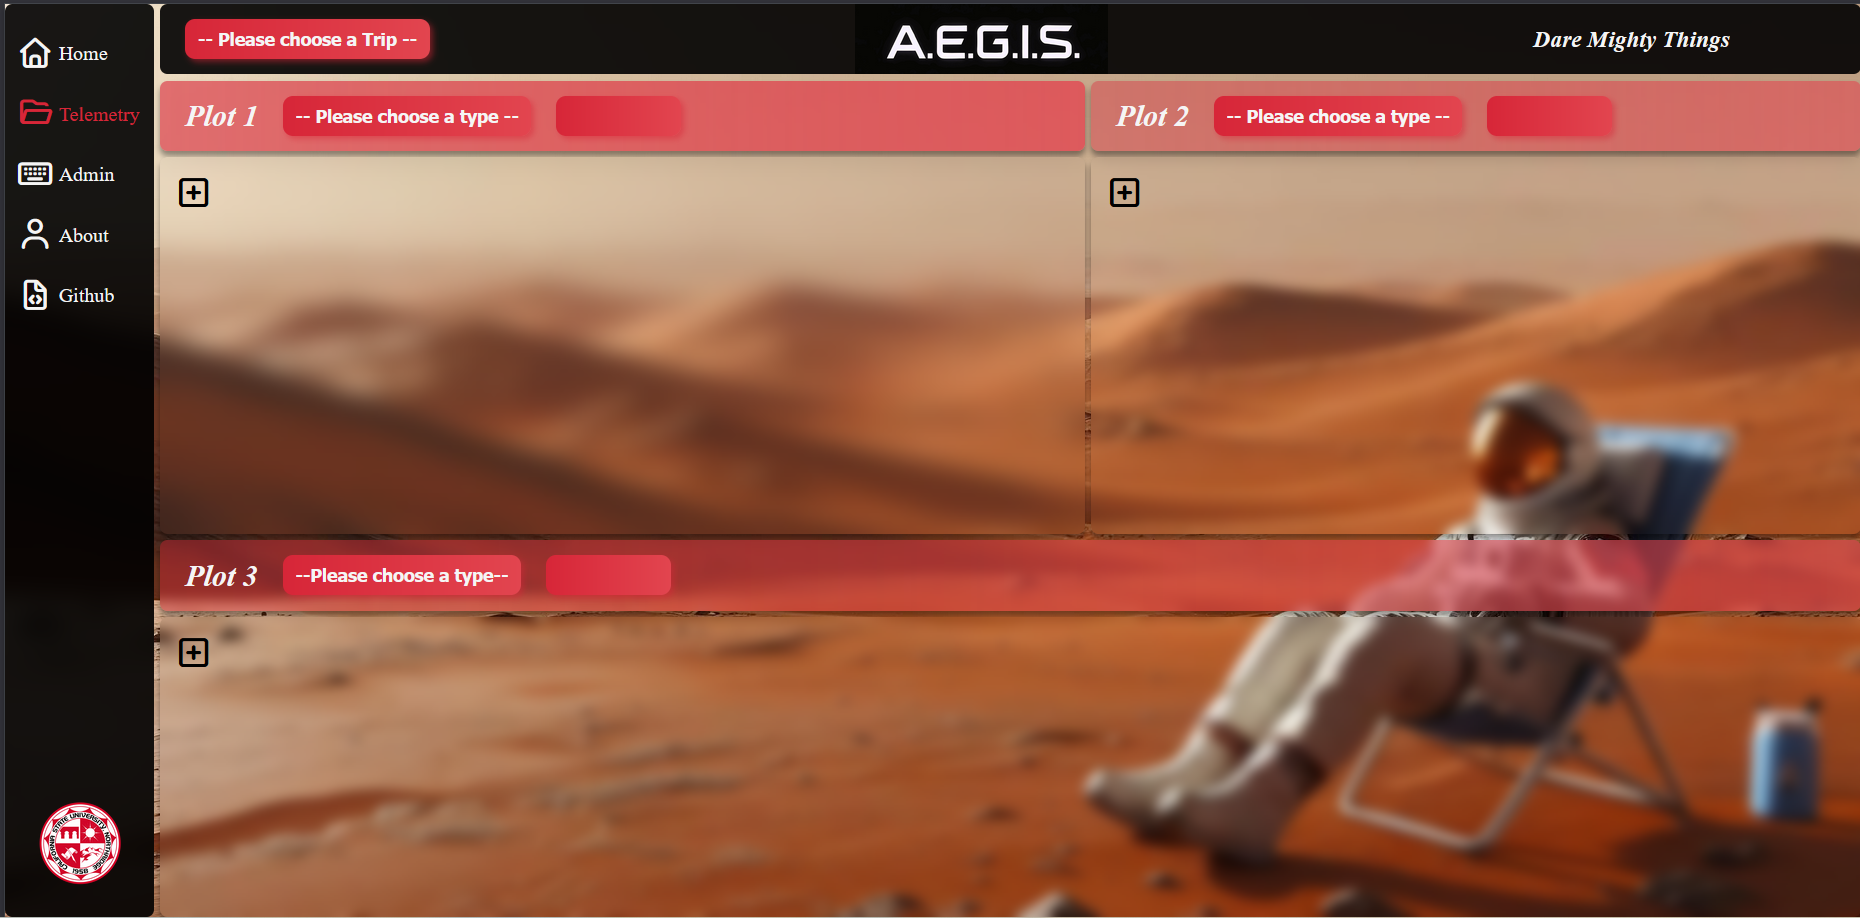 Home
Telemetry
Admin
About
Github
CALIFORNIA STATE UNIVERSITY NORTHRIDGE
1958
-- Please choose a Trip --
A.E.G.I.S.
Dare Mighty Things
Plot 1
-- Please choose a type --
Plot 2
-- Please choose a type --
Plot 3
--Please choose a type--